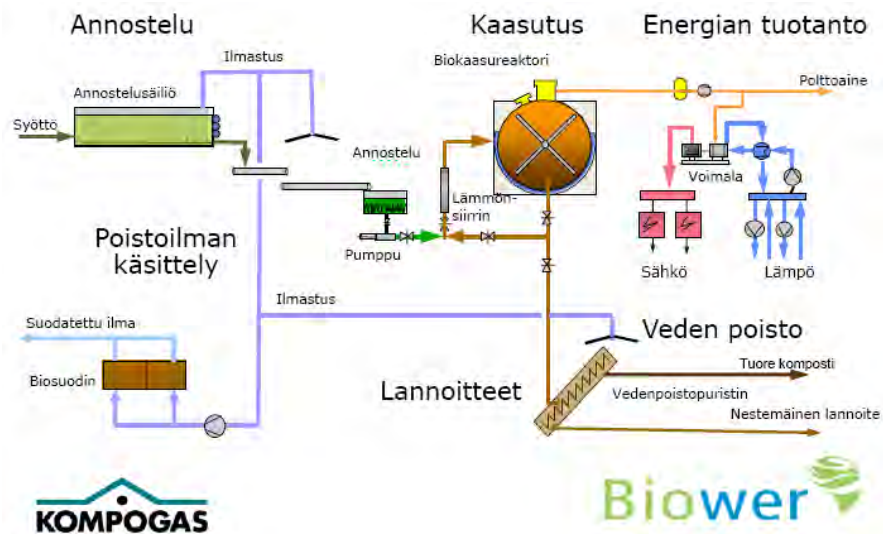 Annostelu
Kaasutus
Energian tuotanto
Ilmastus
Biokaasureaktori
Polttoaine
Annostelusäiliö
Syöttö
Annostelu
Voimala
Lämmön-
siirrin
Pumppu
Sähkö
Lämpö
Poistoilman
käsittely
Ilmastus
Suodatettu ilma
Veden poisto
Biosuodin
Tuore komposti
Lannoitteet
Vedenpoistopuristin
Nestemäinen lannoite
KOMPOGAS
Biower